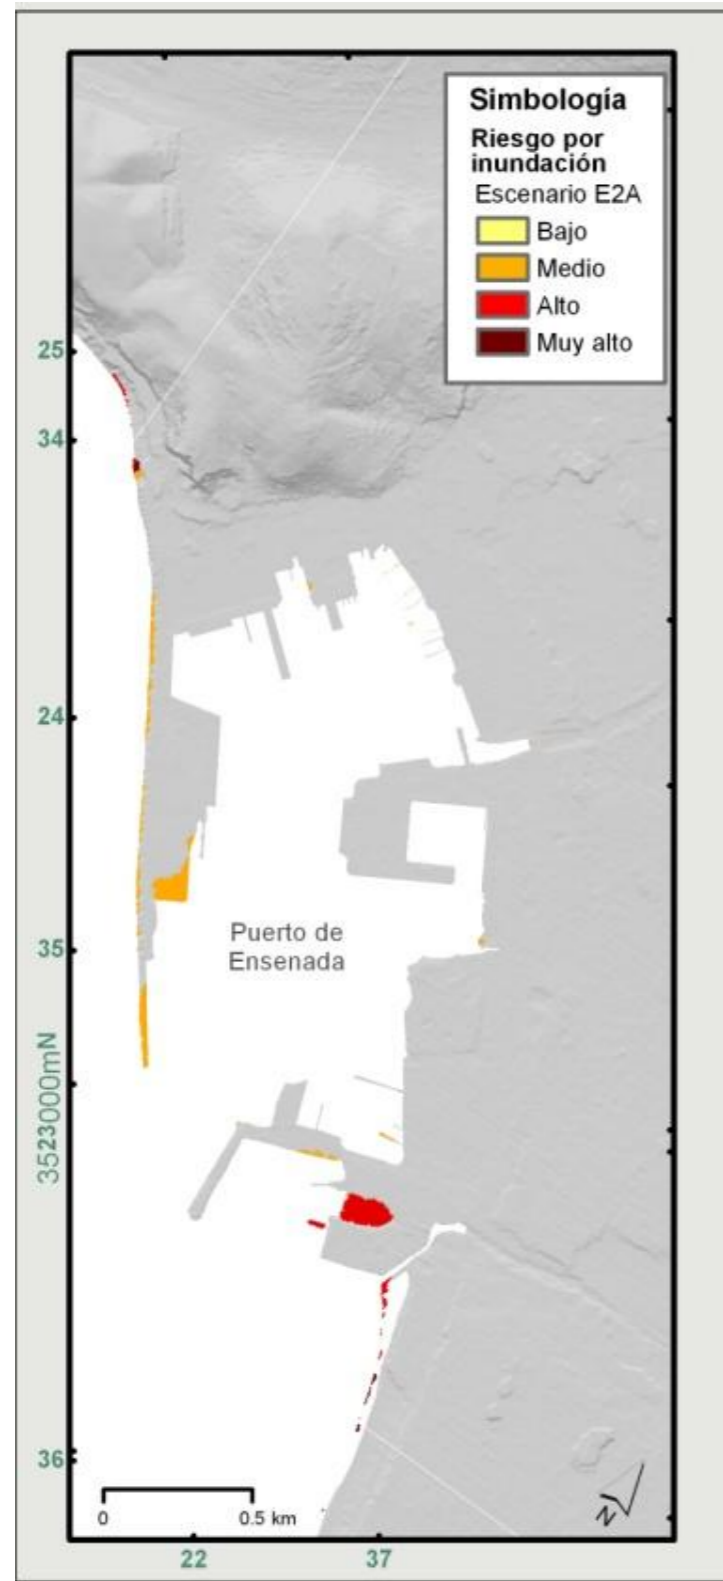 Simbología
Riesgo por
inundación
Escenario E2A
Bajo
Medio
Alto
Muy alto
25
34
24
35
3523000mN
36
Puerto de
Ensenada
0 0.5 km
N
22 37